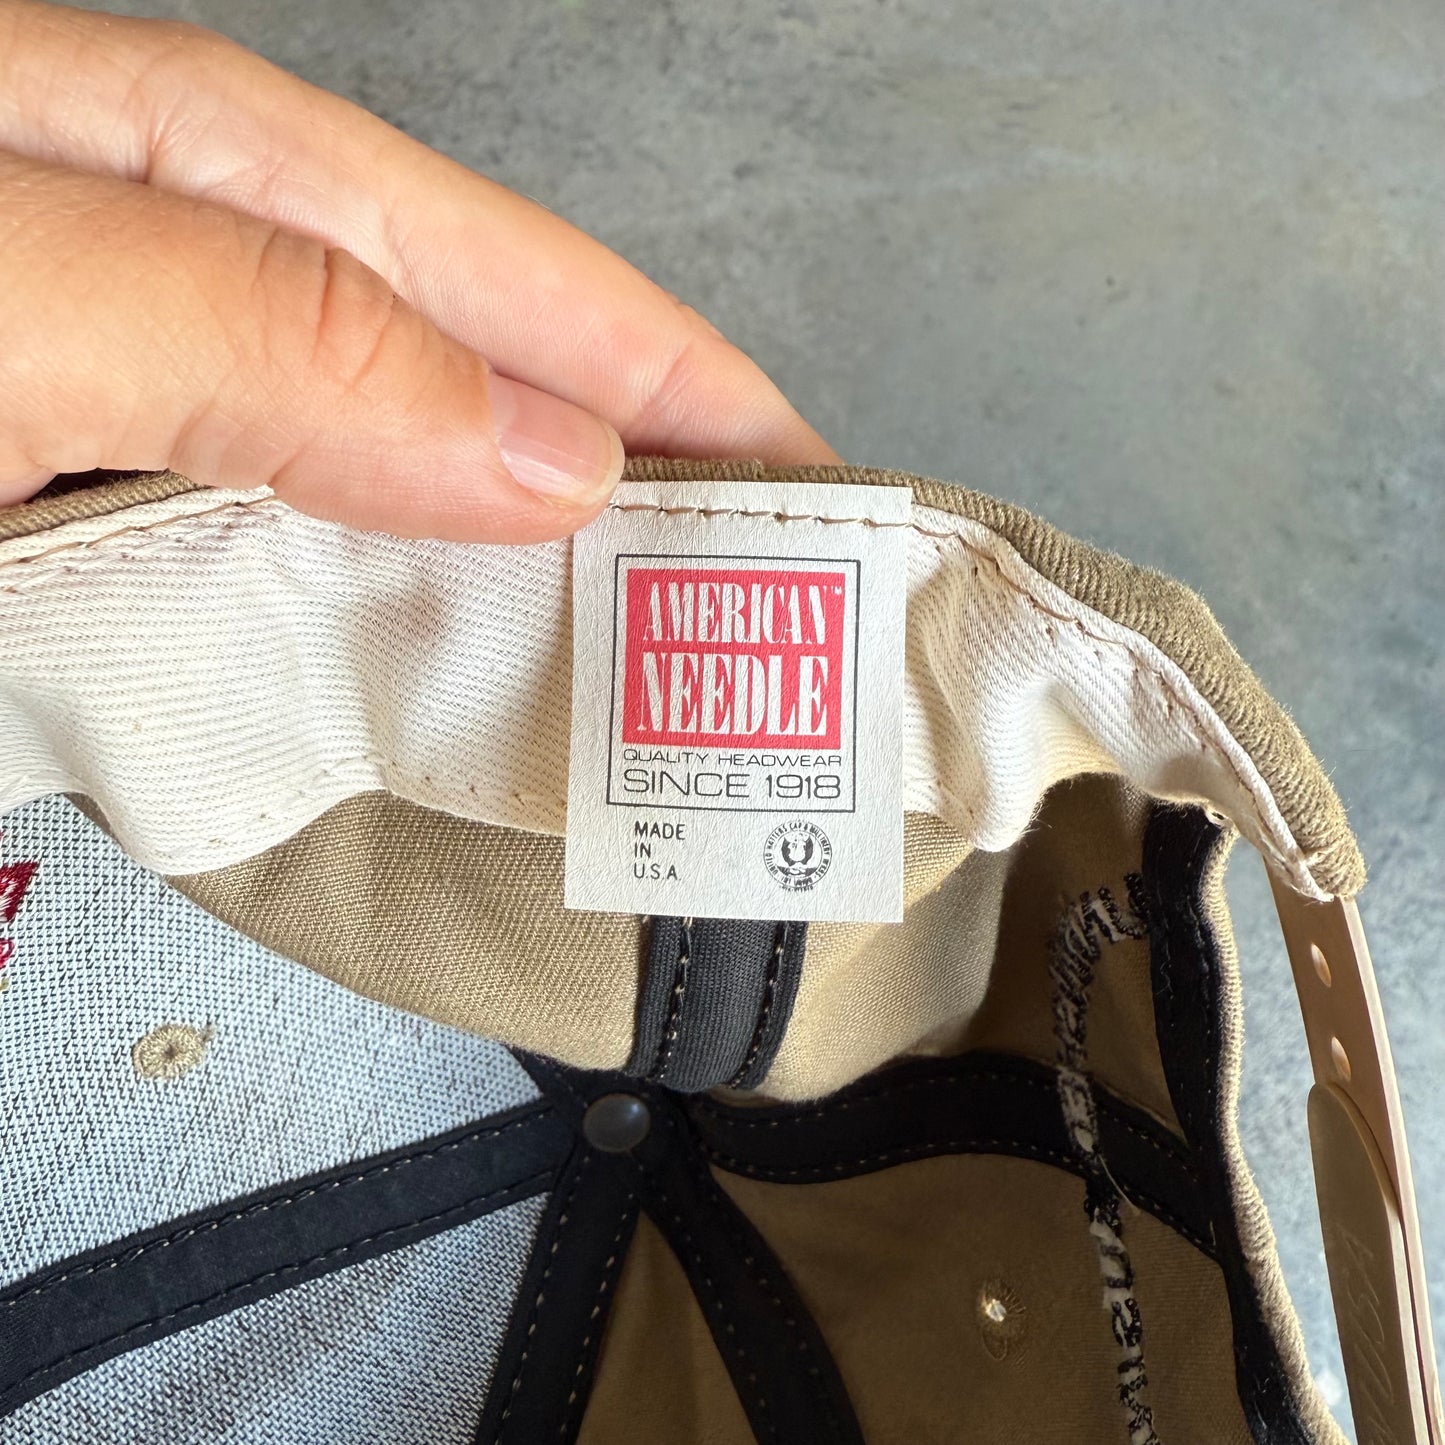 AMERICAN™
NEEDLE
QUALITY HEADWEAR
SINCE 1918
MADE
IN
U.S.A.